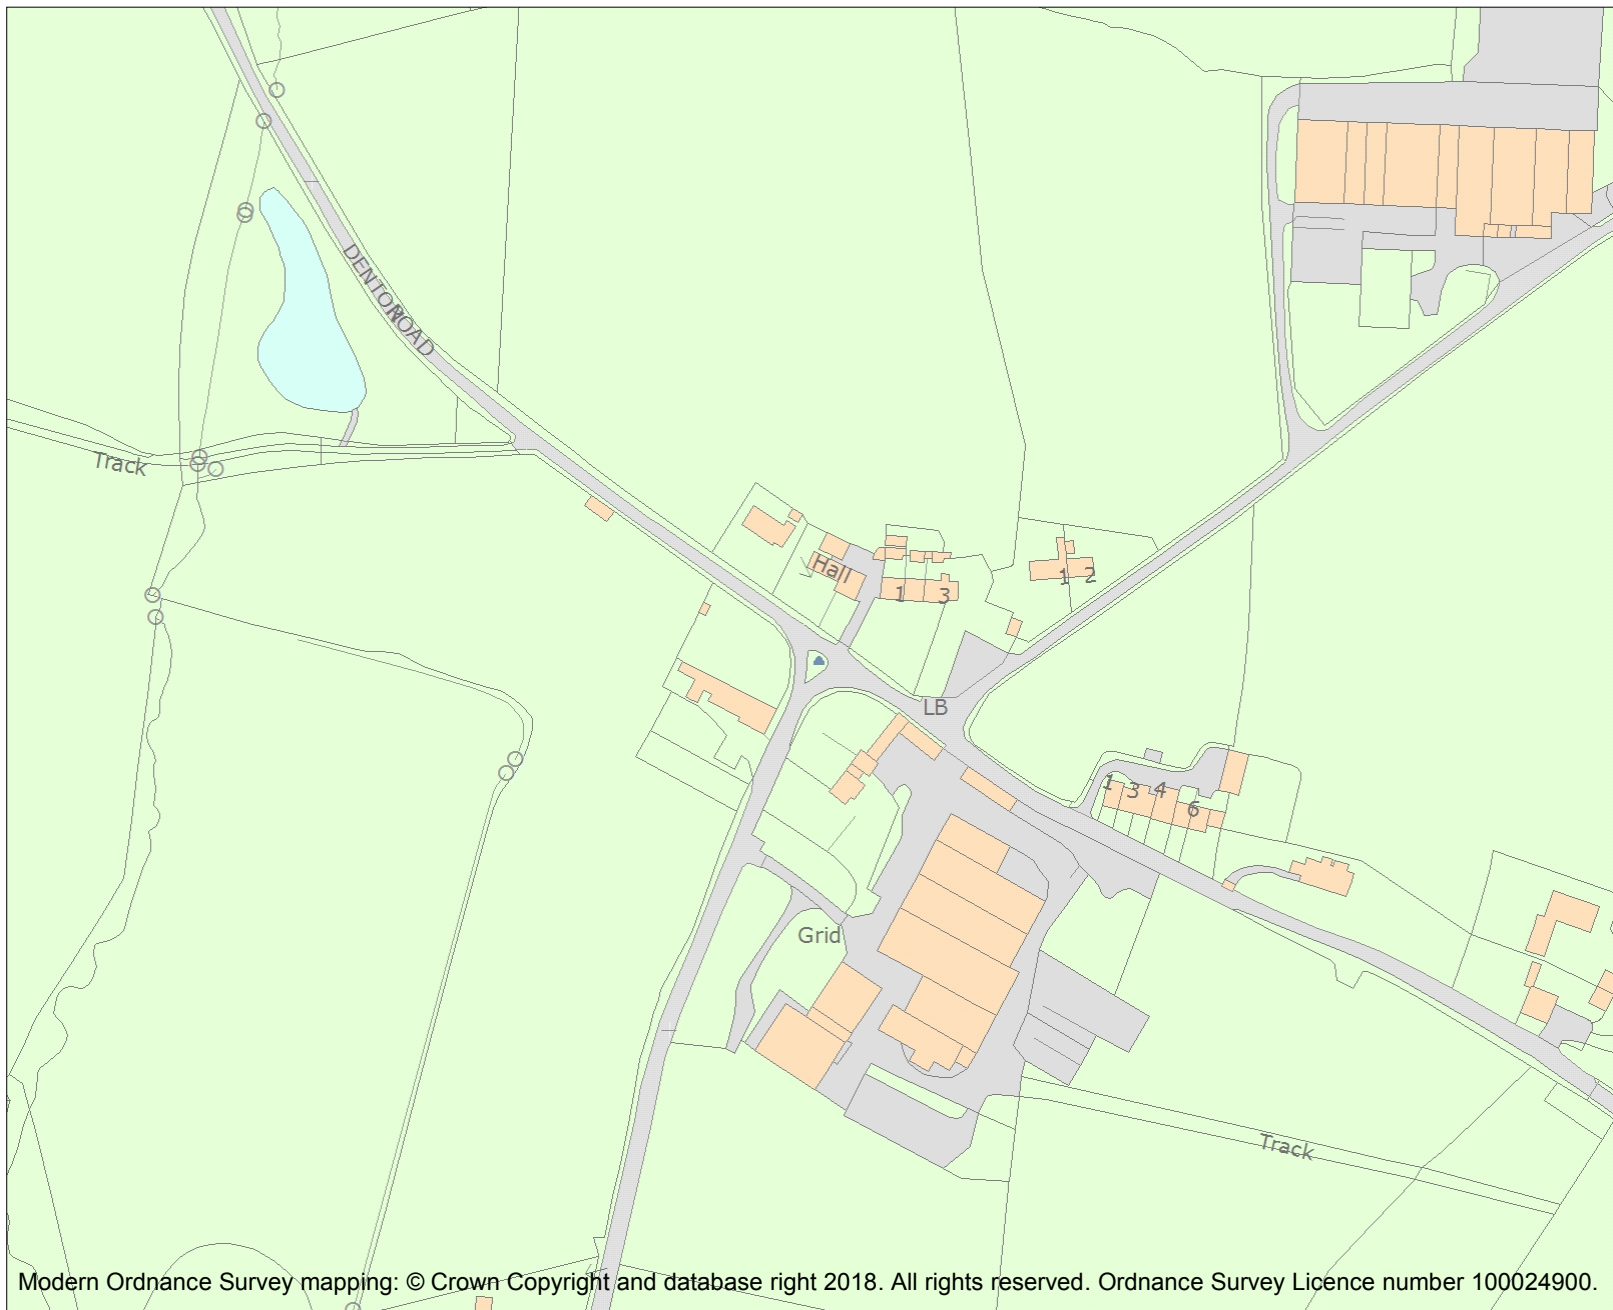 DENTON ROAD
Track
Hall
1 3
1 2
LB
1 3 4 6
Grid
Track
Modern Ordnance Survey mapping: © Crown Copyright and database right 2018. All rights reserved. Ordnance Survey Licence number 100024900.